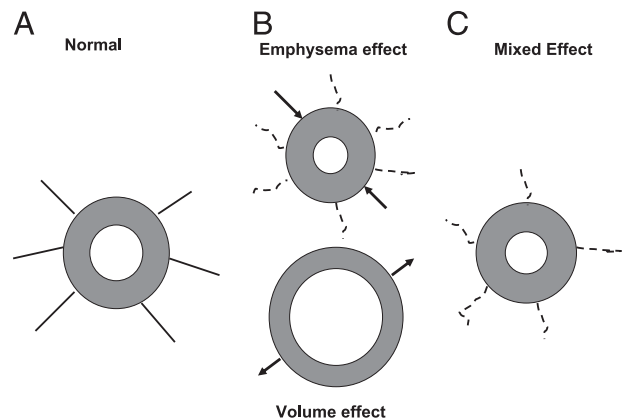 A
Normal
B
Emphysema effect
Volume effect
C
Mixed Effect